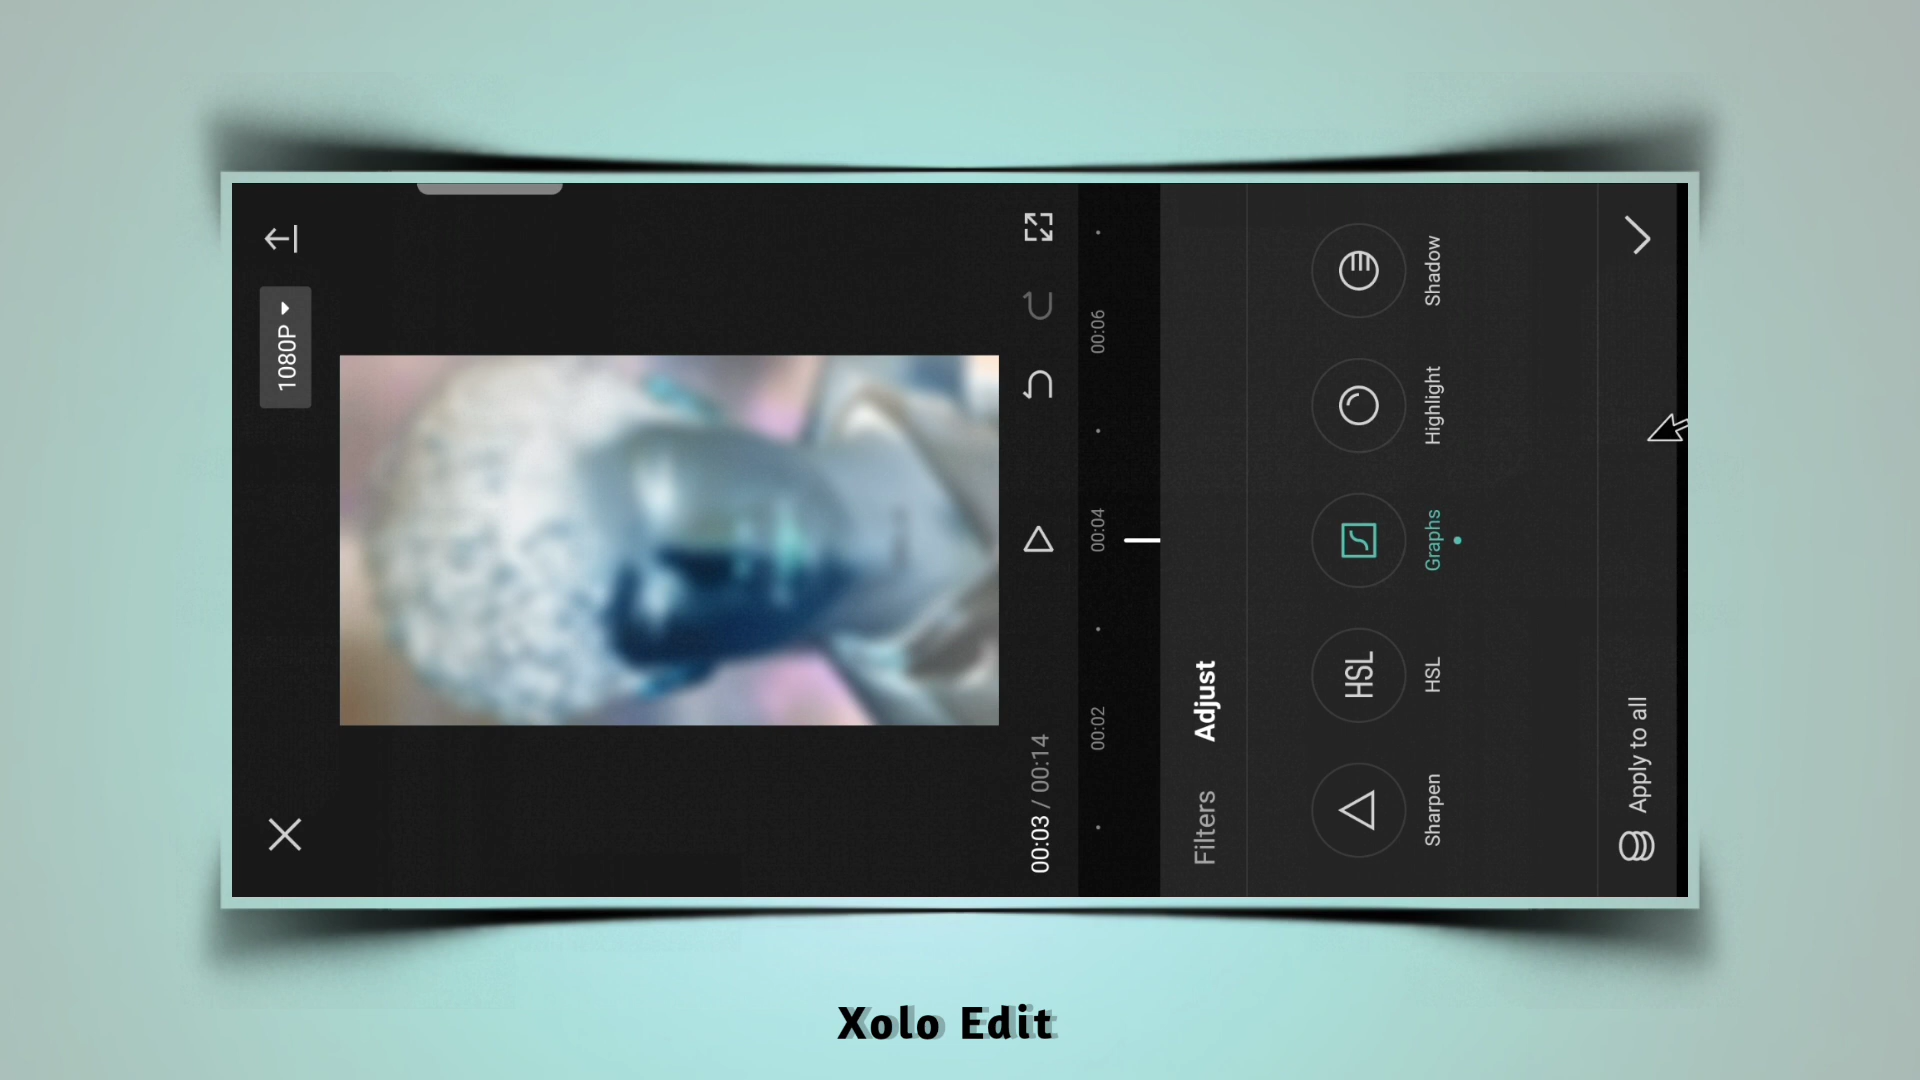 1080P
00:03 / 00:14
00:02
00:04
00:06
Filters
Adjust
HSL
Sharpen
HSL
Graphs
Highlight
Shadow
Apply to all
Xolo Edit